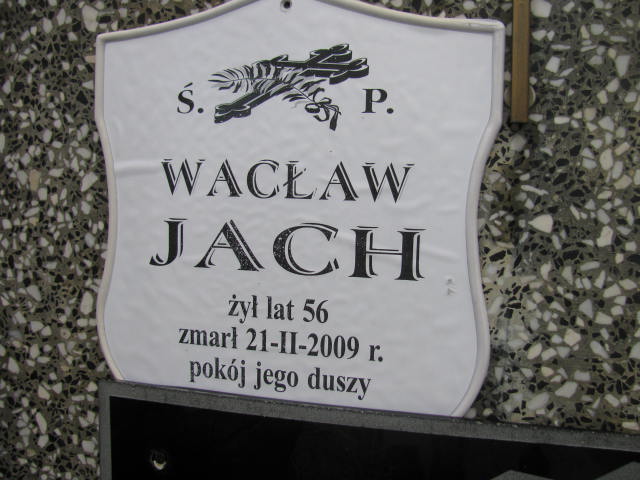 Ś. P.
WACŁAW
JACH
żył lat 56
zmarł 21-II-2009 r.
pokój jego duszy